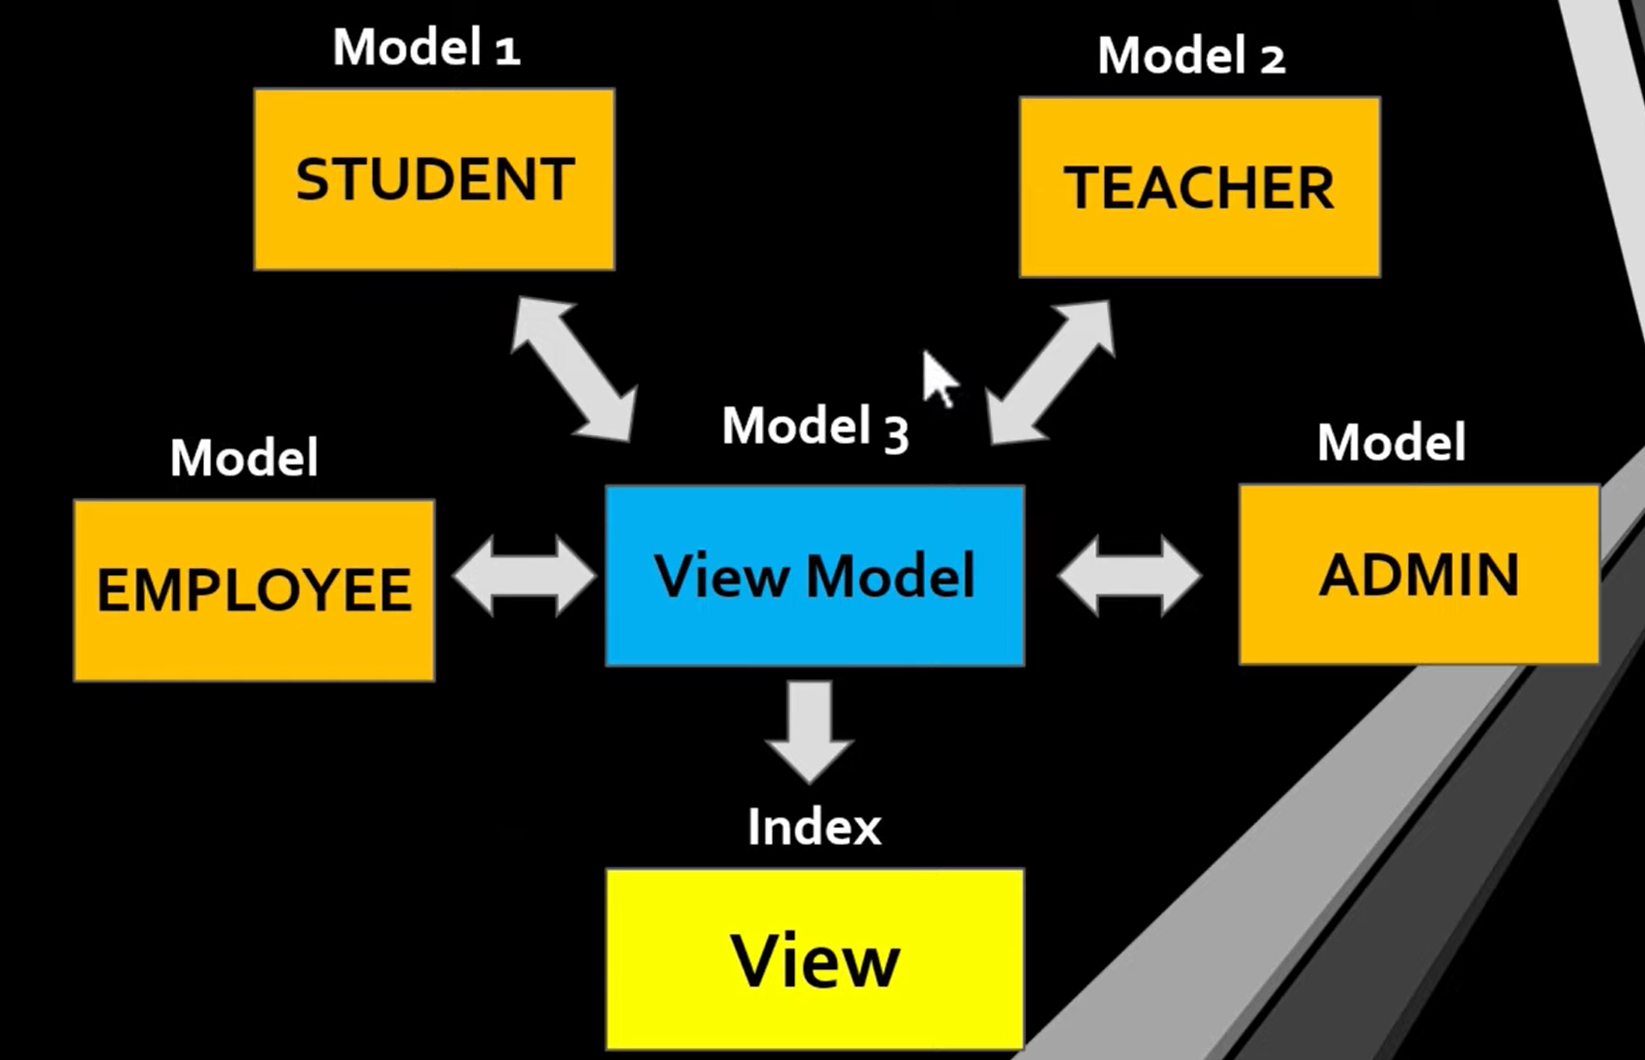 Model 1
STUDENT
Model 2
TEACHER
Model
EMPLOYEE
Model 3
View Model
Model
ADMIN
Index
View